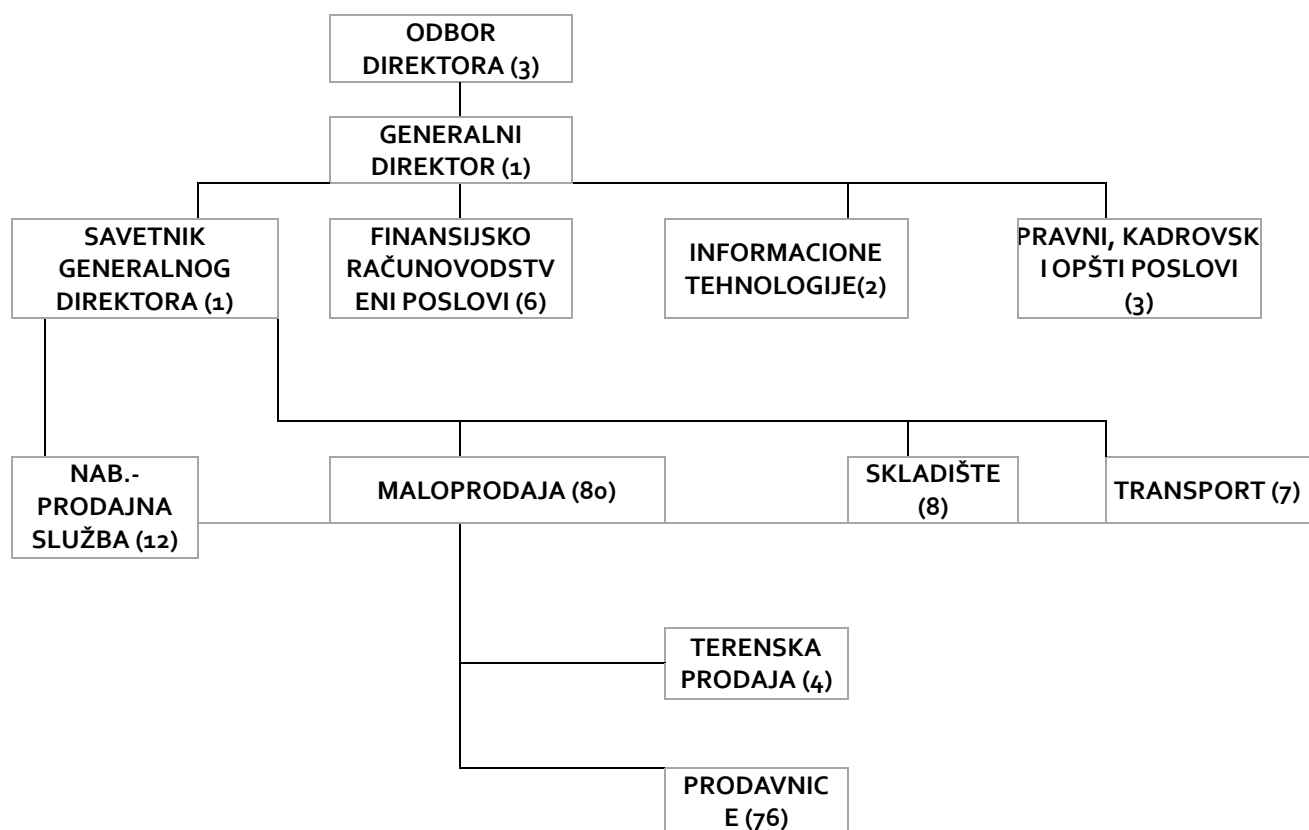 ODBOR
DIREKTORA (3)
GENERALNI
DIREKTOR (1)
SAVETNIK
GENERALNOG
DIREKTORA (1)
FINANSIJSKO
RAČUNOVODSTV
ENI POSLOVI (6)
INFORMACIONE
TEHNOLOGIJE(2)
PRAVNI, KADROVSK
I OPŠTI POSLOVI
(3)
NAB.-
PRODAJNA
SLUŽBA (12)
MALOPRODAJA (80)
SKLADIŠTE
(8)
TRANSPORT (7)
TERENSKA
PRODAJA (4)
PRODAVNIC
E (76)